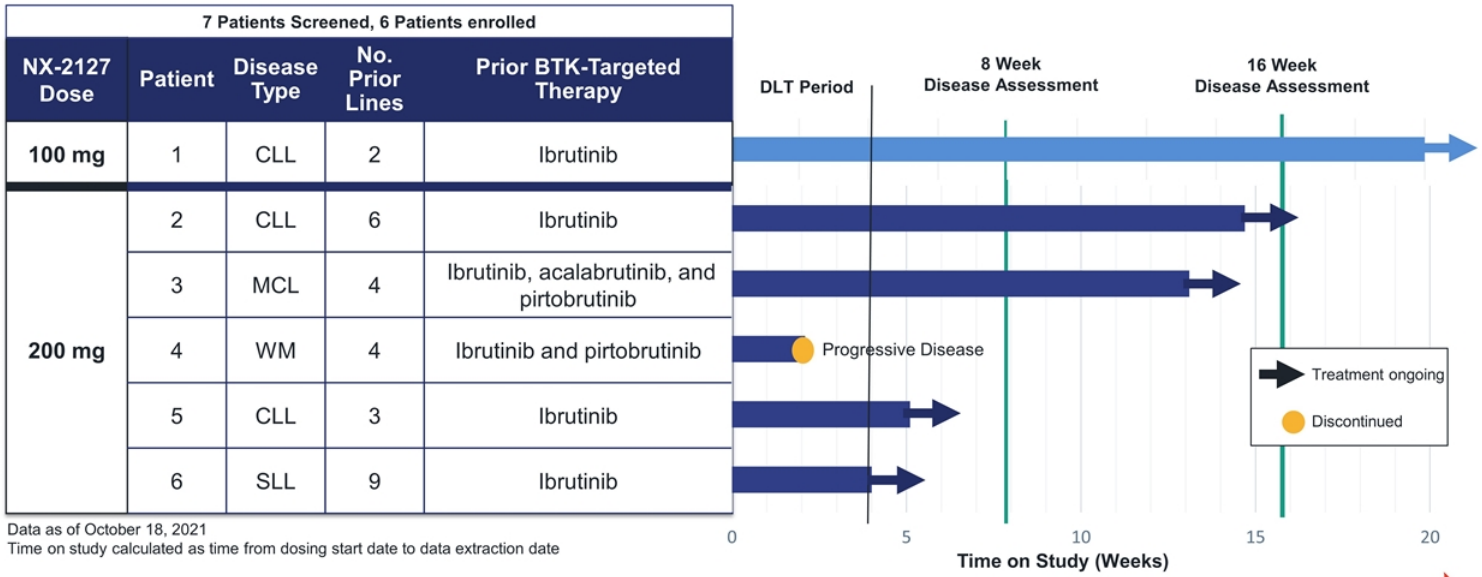 7 Patients Screened, 6 Patients enrolled
NX-2127
Dose
Patient
Disease
Type
No.
Prior
Lines
Prior BTK-Targeted
Therapy
DLT Period
8 Week
Disease Assessment
16 Week
Disease Assessment
100 mg
1
CLL
2
Ibrutinib
200 mg
2
CLL
6
Ibrutinib
3
MCL
4
Ibrutinib, acalabrutinib, and
pirtobrutinib
4
WM
4
Ibrutinib and pirtobrutinib
Progressive Disease
5
CLL
3
Ibrutinib
6
SLL
9
Ibrutinib
Treatment ongoing
Discontinued
0
5
10
15
20
Time on Study (Weeks)
Data as of October 18, 2021
Time on study calculated as time from dosing start date to data extraction date